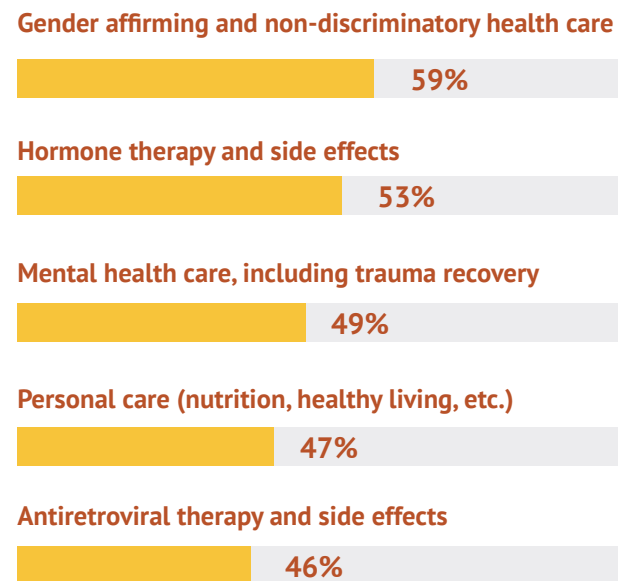 Gender affirming and non-discriminatory health care
59%
Hormone therapy and side effects
53%
Mental health care, including trauma recovery
49%
Personal care (nutrition, healthy living, etc.)
47%
Antiretroviral therapy and side effects
46%